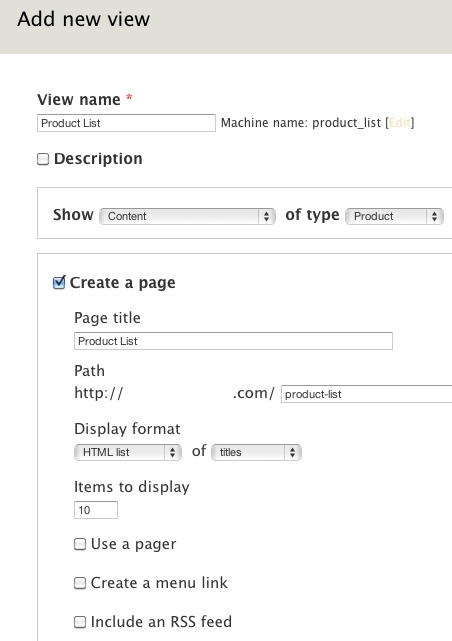 Add new view
View name *
Product List Machine name: product_list [Edit]
Description
Show Content of type Product
Create a page
Page title
Product List
Path
http:// .com/ product-list
Display format
HTML list of titles
Items to display
10
Use a pager
Create a menu link
Include an RSS feed